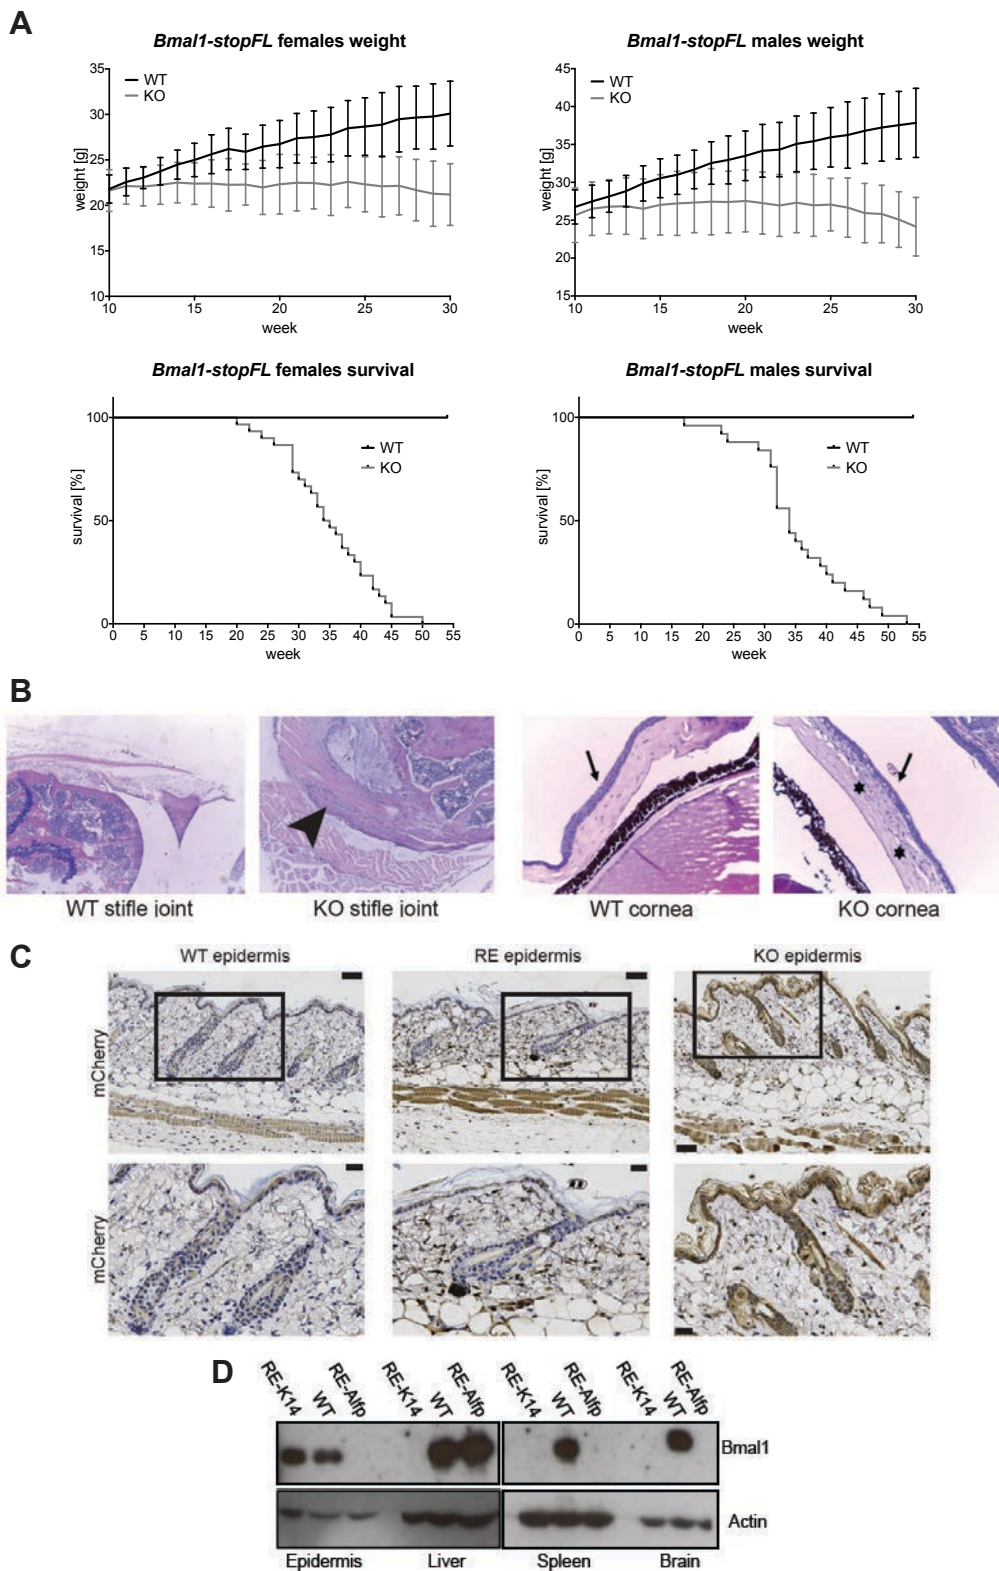 A
Bmal1-stopFL females weight
35
30
25
20
15
10
weight [g]
WT
KO
10
15
20
25
30
week
Bmal1-stopFL males weight
45
40
35
30
25
20
15
weight [g]
WT
KO
10
15
20
25
30
week
Bmal1-stopFL females survival
100
50
0
survival [%]
WT
KO
0 5 10 15 20 25 30 35 40 45 50 55
week
Bmal1-stopFL males survival
100
50
0
survival [%]
WT
KO
0 5 10 15 20 25 30 35 40 45 50 55
week
B
WT stifle joint
KO stifle joint
WT cornea
KO cornea
C
WT epidermis
RE epidermis
KO epidermis
mCherry
mCherry
D
RE-K14 WT RE-Alfp RE-K14 WT RE-Alfp RE-K14 WT RE-Alfp RE-K14 WT RE-Alfp
Bmal1
Actin
Epidermis Liver Spleen Brain